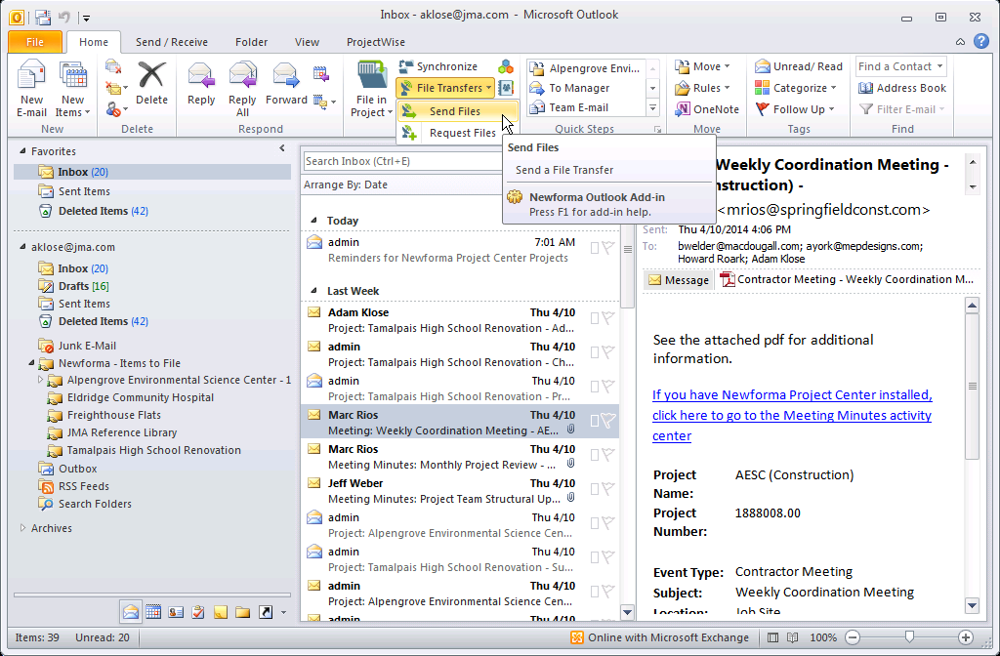 Inbox - aklose@jma.com - Microsoft Outlook
File
Home
Send / Receive
Folder
View
ProjectWise
New
E-mail
New
Items
New
Delete
Delete
Reply
Reply
All
Forward
Respond
File in
Project
Synchronize
File Transfers
Send Files
Request Files
Alpengrove Envi...
To Manager
Team E-mail
Quick Steps
Move
Rules
OneNote
Move
Unread/ Read
Categorize
Follow Up
Tags
Find a Contact
Address Book
Filter E-mail
Find
Send Files
Send a File Transfer
Newforma Outlook Add-in
Press F1 for add-in help.
Favorites
Inbox (20)
Sent Items
Deleted Items (42)
aklose@jma.com
Inbox (20)
Drafts [16]
Sent Items
Deleted Items (42)
Junk E-Mail
Newforma - Items to File
Alpengrove Environmental Science Center - 1
Eldridge Community Hospital
Freighthouse Flats
JMA Reference Library
Tamalpais High School Renovation
Outbox
RSS Feeds
Search Folders
Archives
Search Inbox (Ctrl+E)
Arrange By: Date
Today
admin 7:01 AM
Reminders for Newforma Project Center Projects
Last Week
Adam Klose Thu 4/10
Project: Tamalpais High School Renovation - Ad...
admin Thu 4/10
Project: Tamalpais High School Renovation - Ch...
admin Thu 4/10
Project: Tamalpais High School Renovation - Pr...
Marc Rios Thu 4/10
Meeting: Weekly Coordination Meeting - AE...
Marc Rios Thu 4/10
Meeting Minutes: Monthly Project Review - ...
Jeff Weber Thu 4/10
Meeting Minutes: Project Team Structural Up...
admin Thu 4/10
Project: Alpengrove Environmental Science Cen...
admin Thu 4/10
Project: Tamalpais High School Renovation - Su...
admin Thu 4/10
Project: Alpengrove Environmental Science Cen...
admin Thu 4/10
Weekly Coordination Meeting -
nstruction) -
<mrios@springfieldconst.com>
Sent: Thu 4/10/2014 4:06 PM
To: bwelder@macdougall.com; ayork@mepdesigns.com;
Howard Roark; Adam Klose
Message
Contractor Meeting - Weekly Coordination M...
See the attached pdf for additional
information.
If you have Newforma Project Center installed,
click here to go to the Meeting Minutes activity
center
Project AESC (Construction)
Name:
Project 1888008.00
Number:
Event Type: Contractor Meeting
Subject: Weekly Coordination Meeting
Location: Job Site
Items: 39 Unread: 20
Online with Microsoft Exchange
100%